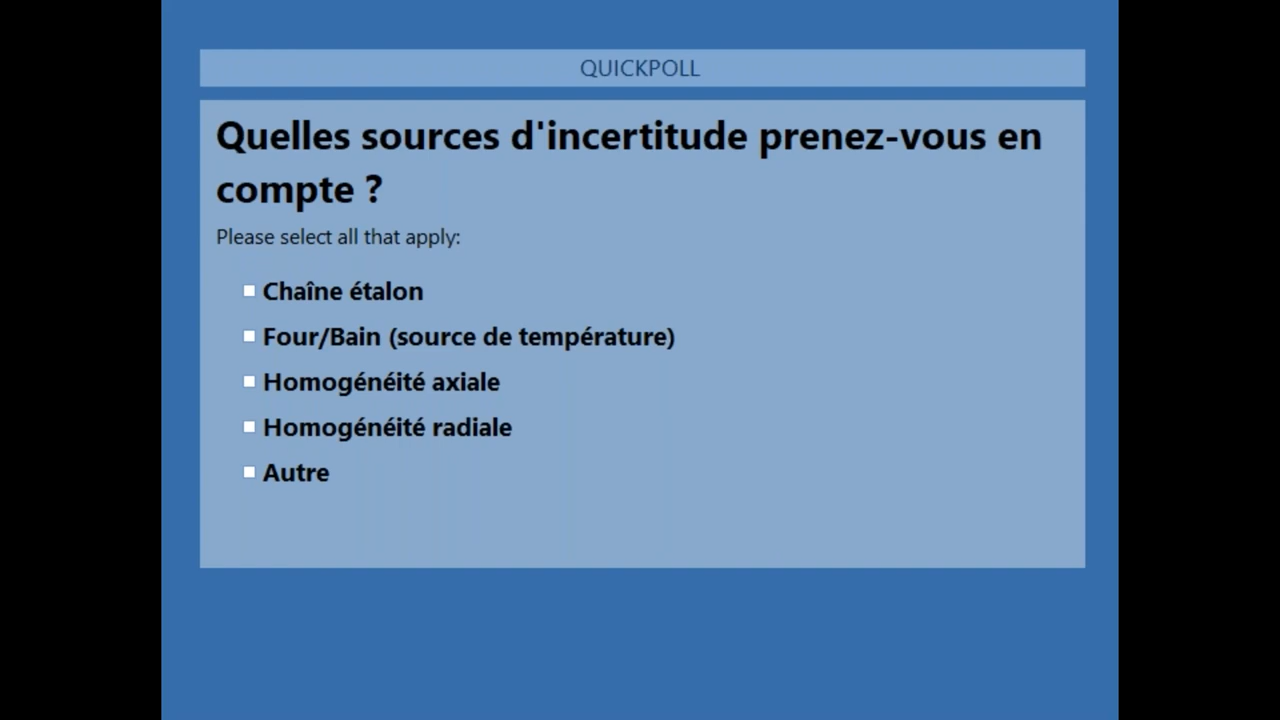 QUICKPOLL
Quelles sources d'incertitude prenez-vous en
compte ?
Please select all that apply:
Chaîne étalon
Four/Bain (source de température)
Homogénéité axiale
Homogénéité radiale
Autre